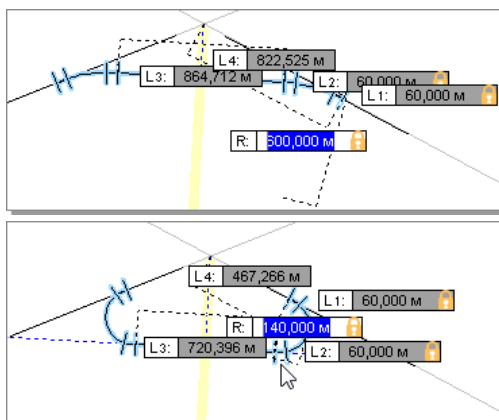 L4: 822,525 м
L3: 864,712 м
L2: 60,000 м
L1: 60,000 м
R: 600,000 м
L4: 467,266 м
L1: 60,000 м
R: 140,000 м
L3: 720,396 м
L2: 60,000 м